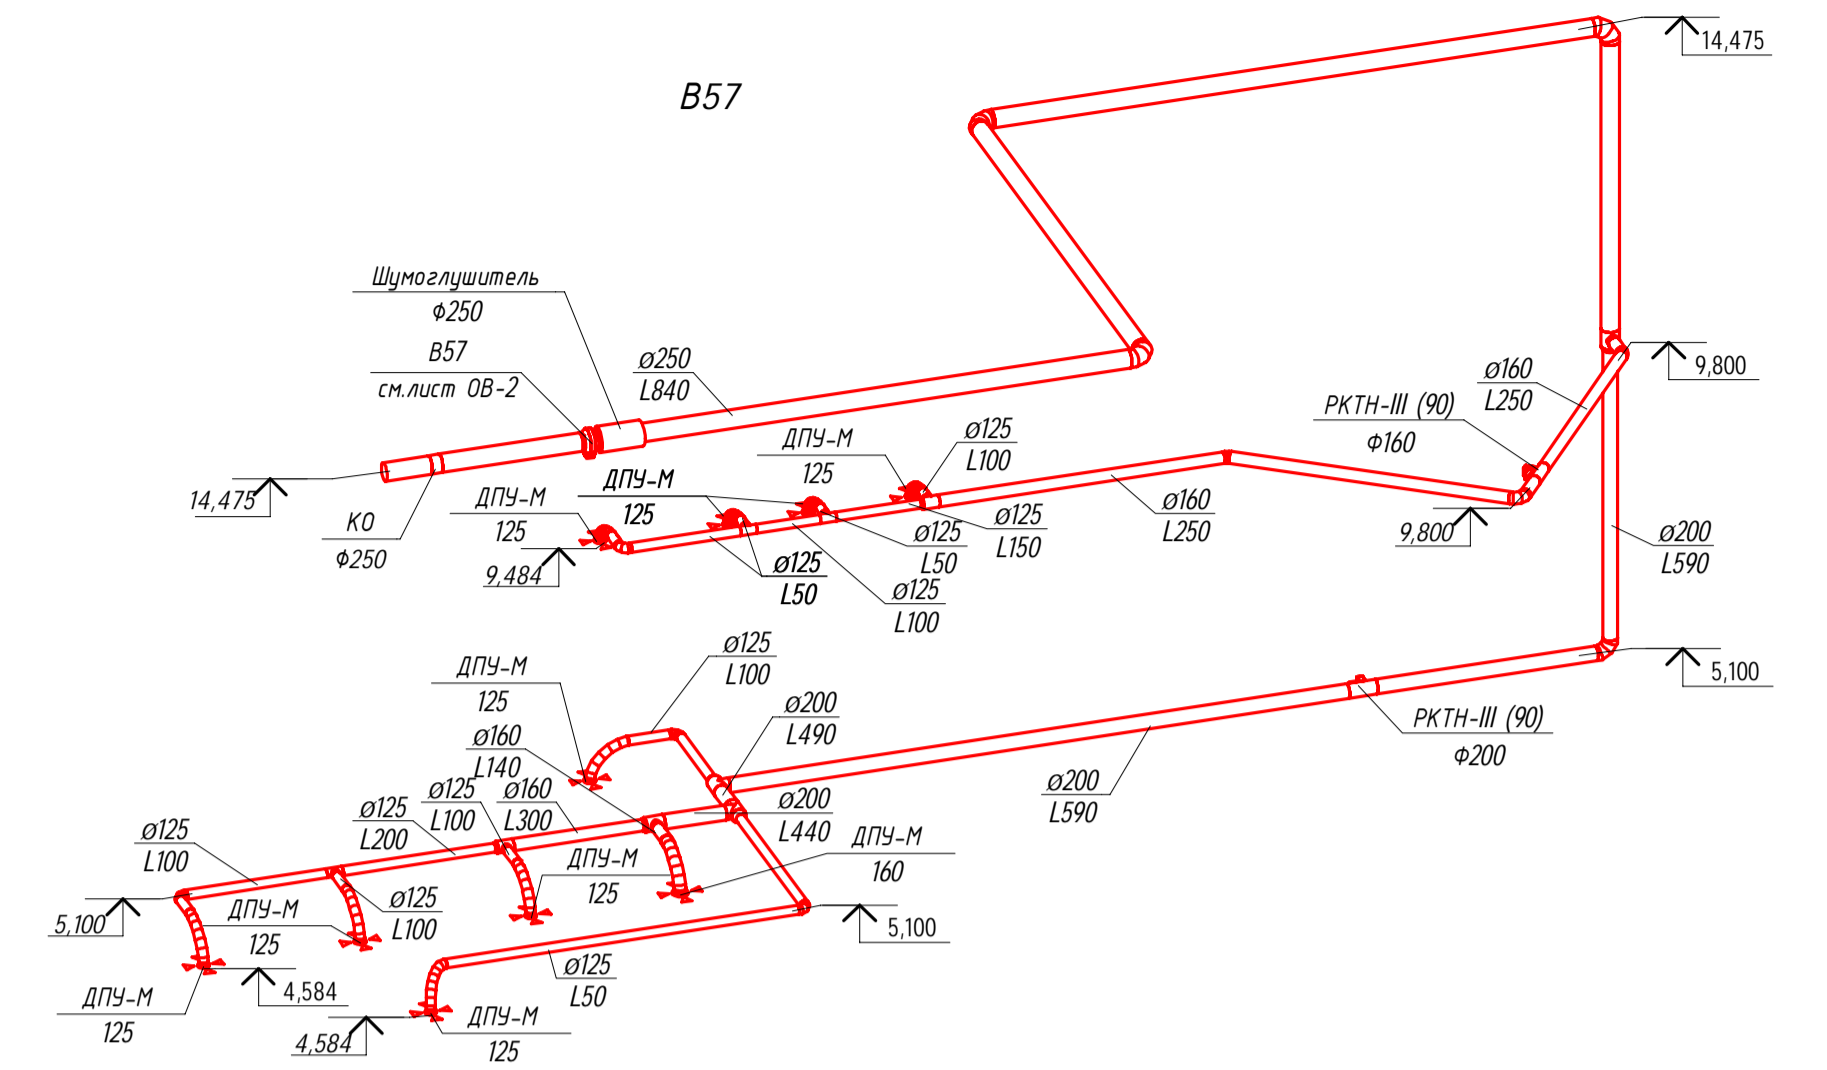 14,475
B57
Шумоглушитель
Ф250
B57
см.лист ОВ-2
Ø250
L840
9,800
Ø160
L250
РКТН-III (90)
Ф160
ДПУ-М
125
Ø125
L100
14,475
ДПУ-М
125
ДПУ-М
125
КО
Ф250
9,484
Ø125
L50
Ø125
L150
Ø160
L250
9,800
Ø200
L590
Ø125
L50
Ø125
L100
Ø125
L100
ДПУ-М
125
5,100
Ø200
L490
РКТН-III (90)
Ф200
Ø160
L140
Ø125
L100
Ø160
L300
Ø125
L200
Ø200
L440
Ø200
L590
Ø125
L100
ДПУ-М
160
ДПУ-М
125
Ø125
L100
ДПУ-М
125
5,100
5,100
ДПУ-М
125
4,584
Ø125
L50
4,584
ДПУ-М
125